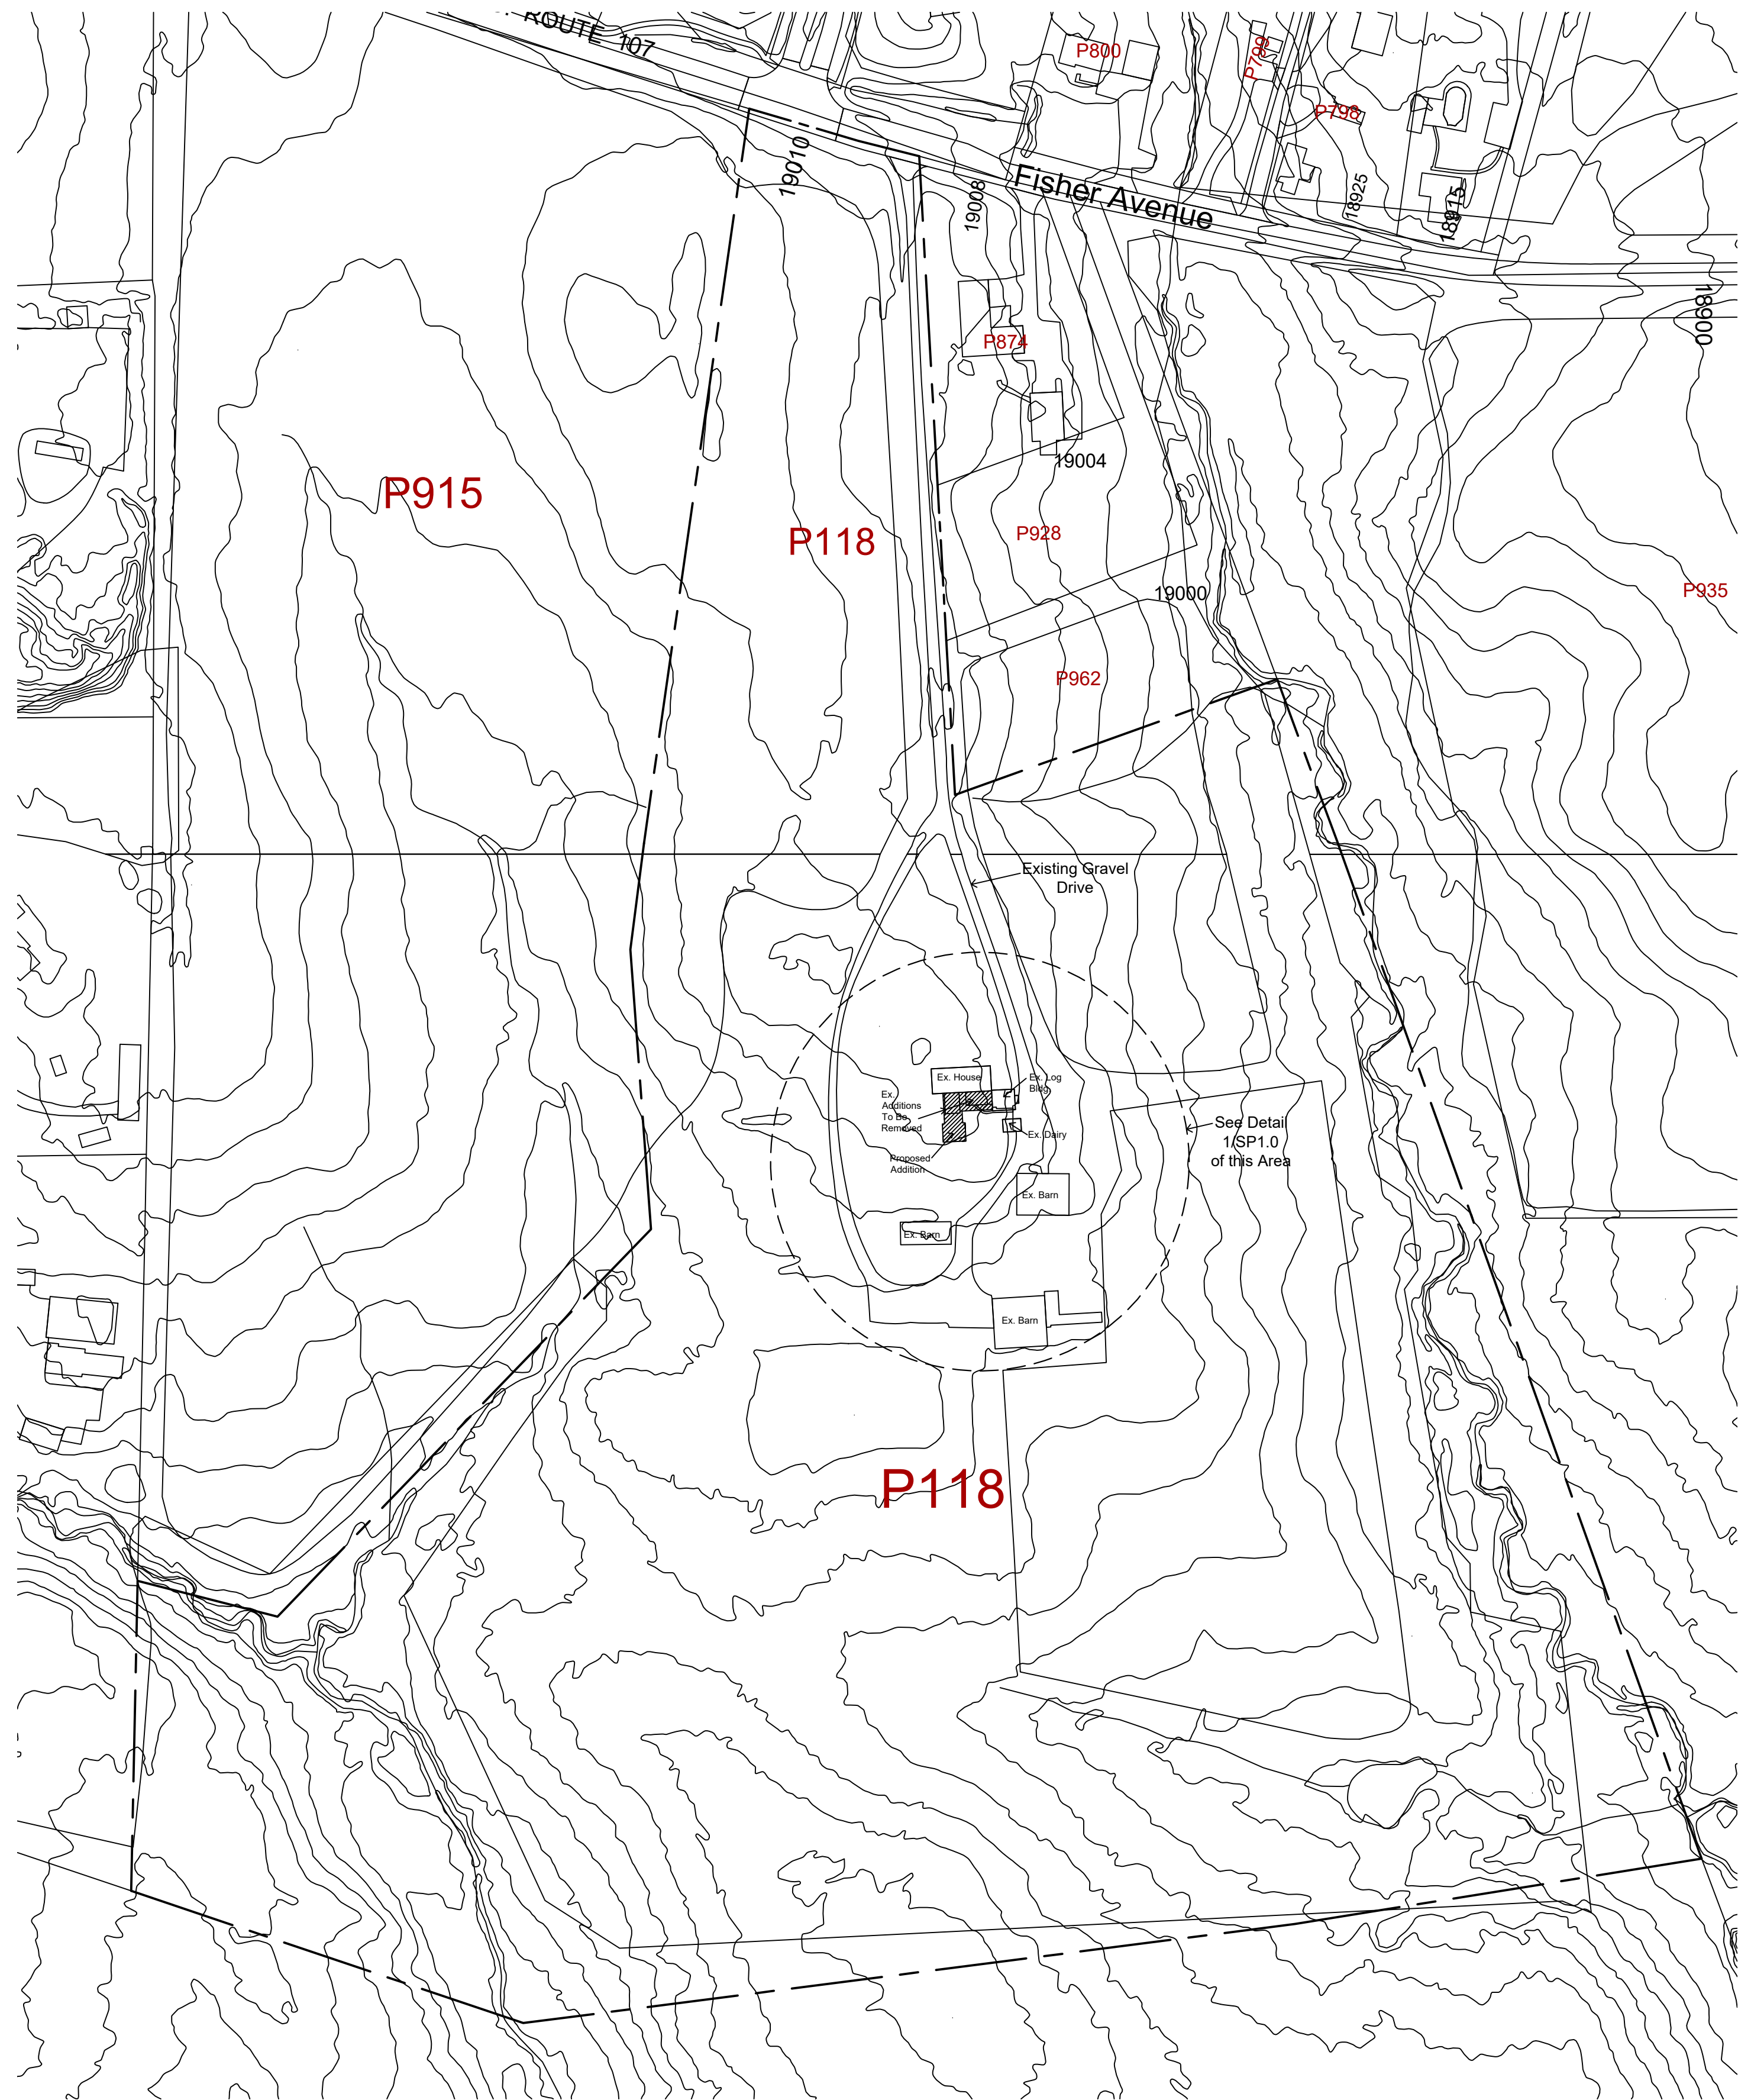 ROUTE 107
P800
P799
P798
19010
19008
Fisher Avenue
18925
18915
18900
P874
19004
P915
P118
P928
19000
P935
P962
Existing Gravel
Drive
Ex. House
Ex. Log
Bldg
Ex.
Additions
To Be
Removed
Ex. Dairy
See Detail
1/SP1.0
of this Area
Proposed
Addition
Ex. Barn
Ex. Barn
Ex. Barn
P118